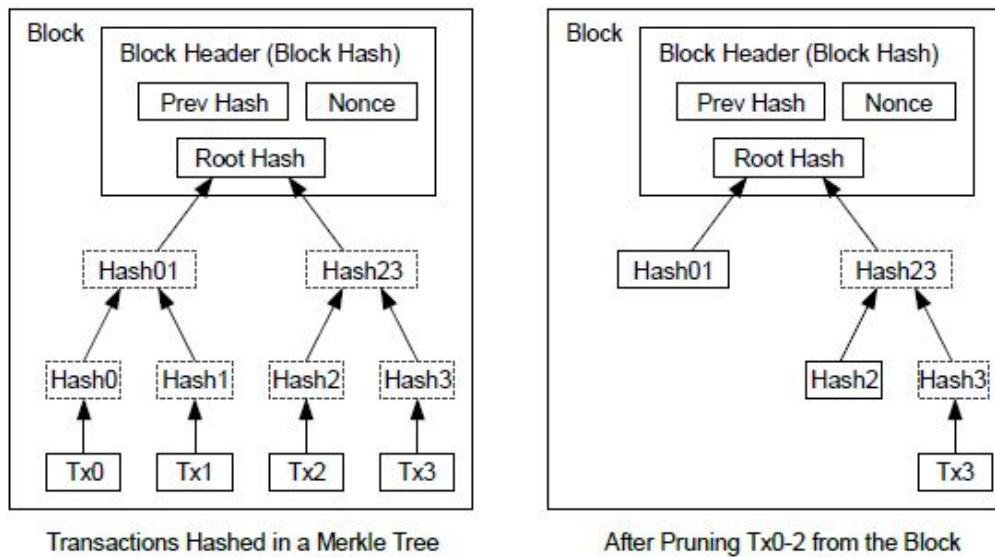 Block
Block Header (Block Hash)
Prev Hash
Nonce
Root Hash
Hash01
Hash23
Hash0
Hash1
Hash2
Hash3
Tx0
Tx1
Tx2
Tx3
Transactions Hashed in a Merkle Tree
Block
Block Header (Block Hash)
Prev Hash
Nonce
Root Hash
Hash01
Hash23
Hash2
Hash3
Tx3
After Pruning Tx0-2 from the Block